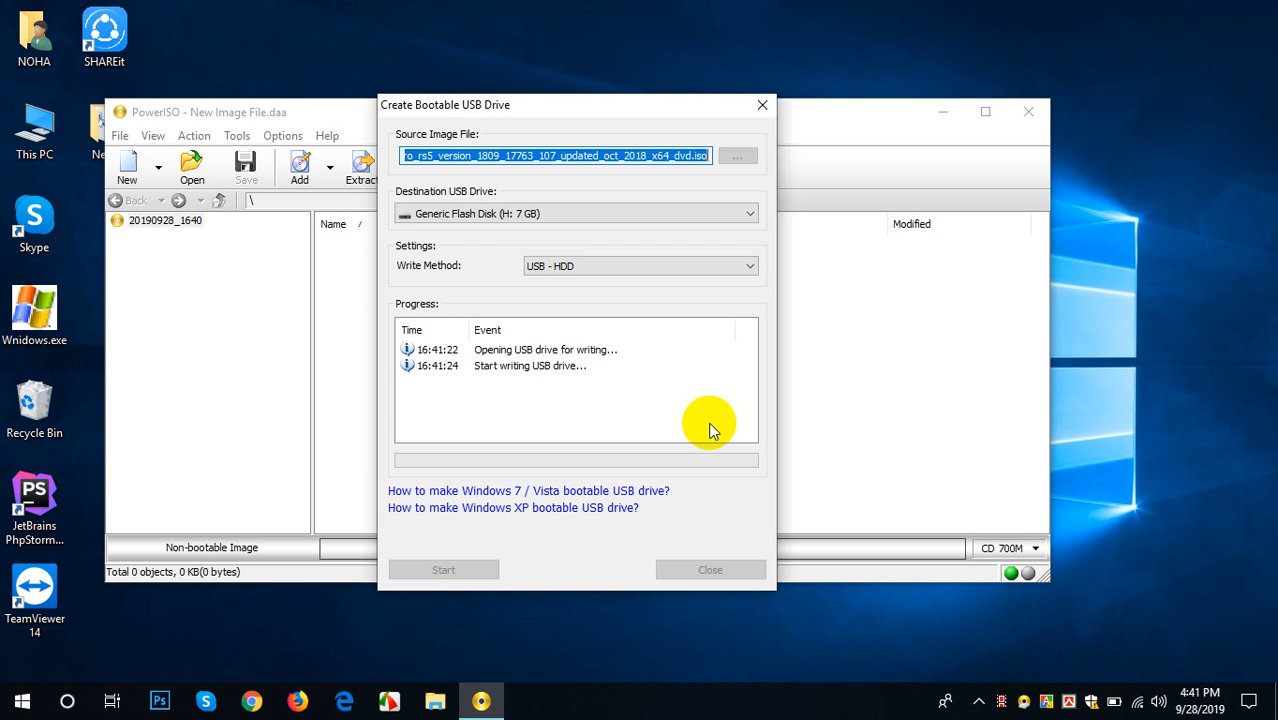 NOHA
SHAREit
This PC
Ne
Skype
Wnidows.exe
Recycle Bin
PS
JetBrains
PhpStorm...
TeamViewer
14
PowerISO - New Image File.daa
File View Action Tools Options Help
New Open Save Add Extract
Back \
20190928_1640
Name
Modified
Non-bootable Image
CD 700M
Total 0 objects, 0 KB(0 bytes)
Create Bootable USB Drive
Source Image File:
ro_rs5_version_1809_17763_107_updated_oct_2018_x64_dvd.iso
...
Destination USB Drive:
Generic Flash Disk (H: 7 GB)
Settings:
Write Method:
USB - HDD
Progress:
Time Event
16:41:22 Opening USB drive for writing...
16:41:24 Start writing USB drive...
How to make Windows 7 / Vista bootable USB drive?
How to make Windows XP bootable USB drive?
Start
Close
Ps
4:41 PM
9/28/2019